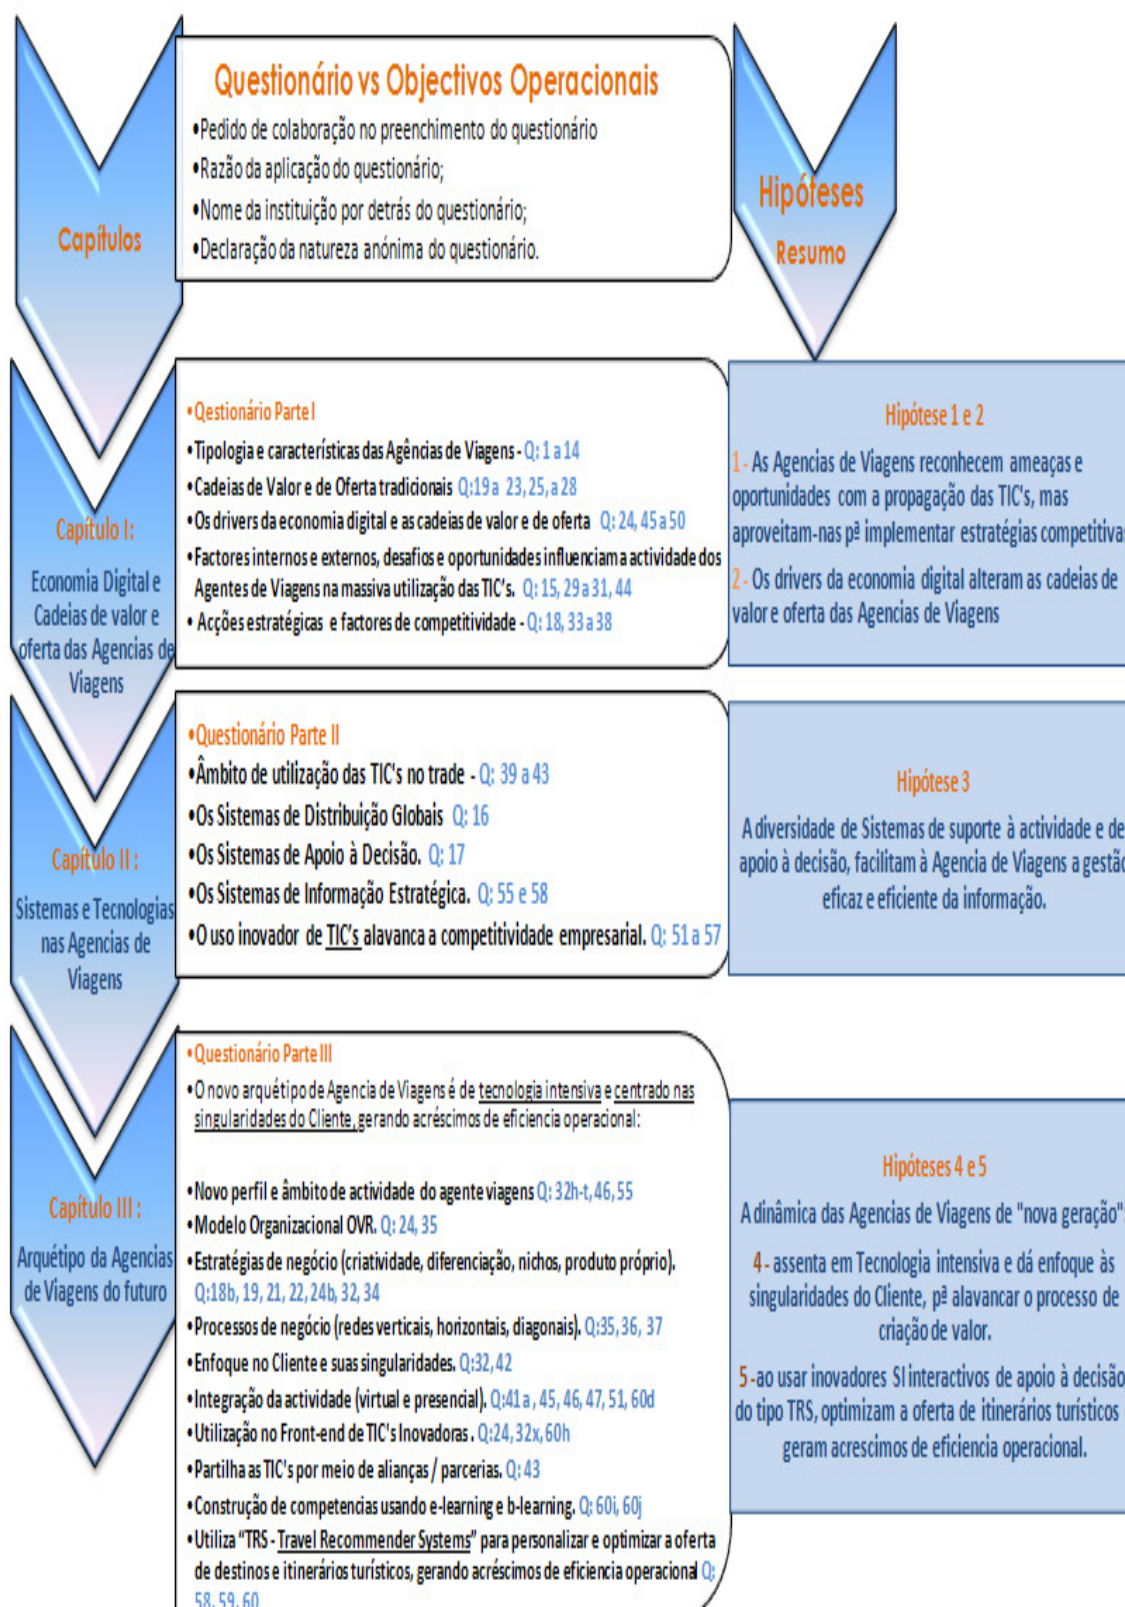 Capítulos
Questionário vs Objectivos Operacionais
•Pedido de colaboração no preenchimento do questionário
•Razão da aplicação do questionário;
•Nome da instituição por detrás do questionário;
•Declaração da natureza anónima do questionário.
Hipóteses
Resumo
Capítulo I:
Economia Digital e
Cadeias de valor e
oferta das Agencias de
Viagens
•Qestionário Parte I
•Tipologia e características das Agências de Viagens - Q: 1 a 14
•Cadeias de Valor e de Oferta tradicionais Q:19 a 23, 25, a 28
•Os drivers da economia digital e as cadeias de valor e de oferta Q: 24, 45 a 50
•Factores internos e externos, desafios e oportunidades influenciam a actividade dos
Agentes de Viagens na massiva utilização das TIC's. Q: 15, 29 a 31, 44
• Acções estratégicas e factores de competitividade - Q: 18, 33 a 38
Hipótese 1 e 2
1 - As Agencias de Viagens reconhecem ameaças e
oportunidades com a propagação das TIC's, mas
aproveitam-nas pª implementar estratégias competitivas
2 - Os drivers da economia digital alteram as cadeias de
valor e oferta das Agencias de Viagens
Capítulo II :
Sistemas e Tecnologias
nas Agencias de
Viagens
•Questionário Parte II
•Âmbito de utilização das TIC's no trade - Q: 39 a 43
•Os Sistemas de Distribuição Globais Q: 16
•Os Sistemas de Apoio à Decisão. Q: 17
•Os Sistemas de Informação Estratégica. Q: 55 e 58
•O uso inovador de TIC's alavanca a competitividade empresarial. Q: 51 a 57
Hipótese 3
A diversidade de Sistemas de suporte à actividade e de
apoio à decisão, facilitam à Agencia de Viagens a gestão
eficaz e eficiente da informação.
Capítulo III :
Arquétipo da Agencias
de Viagens do futuro
•Questionário Parte III
•O novo arquétipo de Agencia de Viagens é de tecnologia intensiva e centrado nas
singularidades do Cliente, gerando acréscimos de eficiencia operacional:
•Novo perfil e âmbito de actividade do agente viagens Q: 32h-t, 46, 55
•Modelo Organizacional OVR. Q: 24, 35
•Estratégias de negócio (criatividade, diferenciação, nichos, produto próprio).
Q:18b, 19, 21, 22, 24b, 32, 34
•Processos de negócio (redes verticais, horizontais, diagonais). Q:35, 36, 37
•Enfoque no Cliente e suas singularidades. Q:32, 42
•Integração da actividade (virtual e presencial). Q:41a , 45, 46, 47, 51, 60d
•Utilização no Front-end de TIC's Inovadoras . Q:24, 32x, 60h
•Partilha as TIC's por meio de alianças / parcerias. Q: 43
•Construção de competencias usando e-learning e b-learning. Q: 60i, 60j
•Utiliza “TRS - Travel Recommender Systems” para personalizar e optimizar a oferta
de destinos e itinerários turísticos, gerando acréscimos de eficiencia operacional Q:
58, 59, 60
Hipóteses 4 e 5
A dinâmica das Agencias de Viagens de "nova geração":
4 - assenta em Tecnologia intensiva e dá enfoque às
singularidades do Cliente, pª alavancar o processo de
criação de valor.
5 -ao usar inovadores SI interactivos de apoio à decisão
do tipo TRS, optimizam a oferta de itinerários turísticos
geram acrescimos de eficiencia operacional.